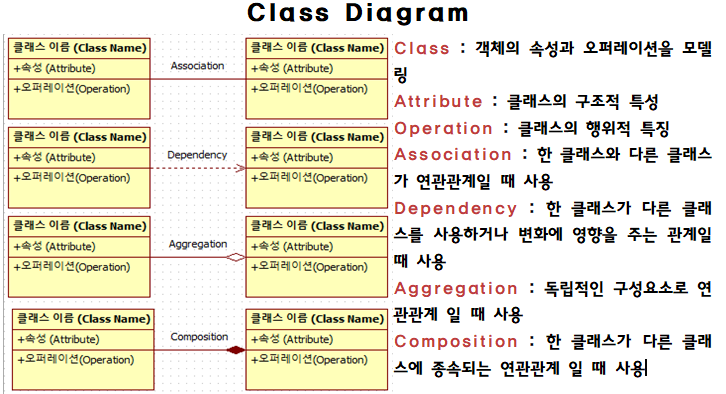 Class Diagram
클래스 이름 (Class Name)
+속성 (Attribute)
+오퍼레이션(Operation)
Association
클래스 이름 (Class Name)
+속성 (Attribute)
+오퍼레이션(Operation)
클래스 이름 (Class Name)
+속성 (Attribute)
+오퍼레이션(Operation)
Dependency
클래스 이름 (Class Name)
+속성 (Attribute)
+오퍼레이션(Operation)
클래스 이름 (Class Name)
+속성 (Attribute)
+오퍼레이션(Operation)
Aggregation
클래스 이름 (Class Name)
+속성 (Attribute)
+오퍼레이션(Operation)
클래스 이름 (Class Name)
+속성 (Attribute)
+오퍼레이션(Operation)
Composition
클래스 이름 (Class Name)
+속성 (Attribute)
+오퍼레이션(Operation)
Class : 객체의 속성과 오퍼레이션을 모델
링
Attribute : 클래스의 구조적 특성
Operation : 클래스의 행위적 특징
Association : 한 클래스와 다른 클래스
가 연관관계일 때 사용
Dependency : 한 클래스가 다른 클래
스를 사용하거나 변화에 영향을 주는 관계일
때 사용
Aggregation : 독립적인 구성요소로 연
관관계 일 때 사용
Composition : 한 클래스가 다른 클래
스에 종속되는 연관관계 일 때 사용